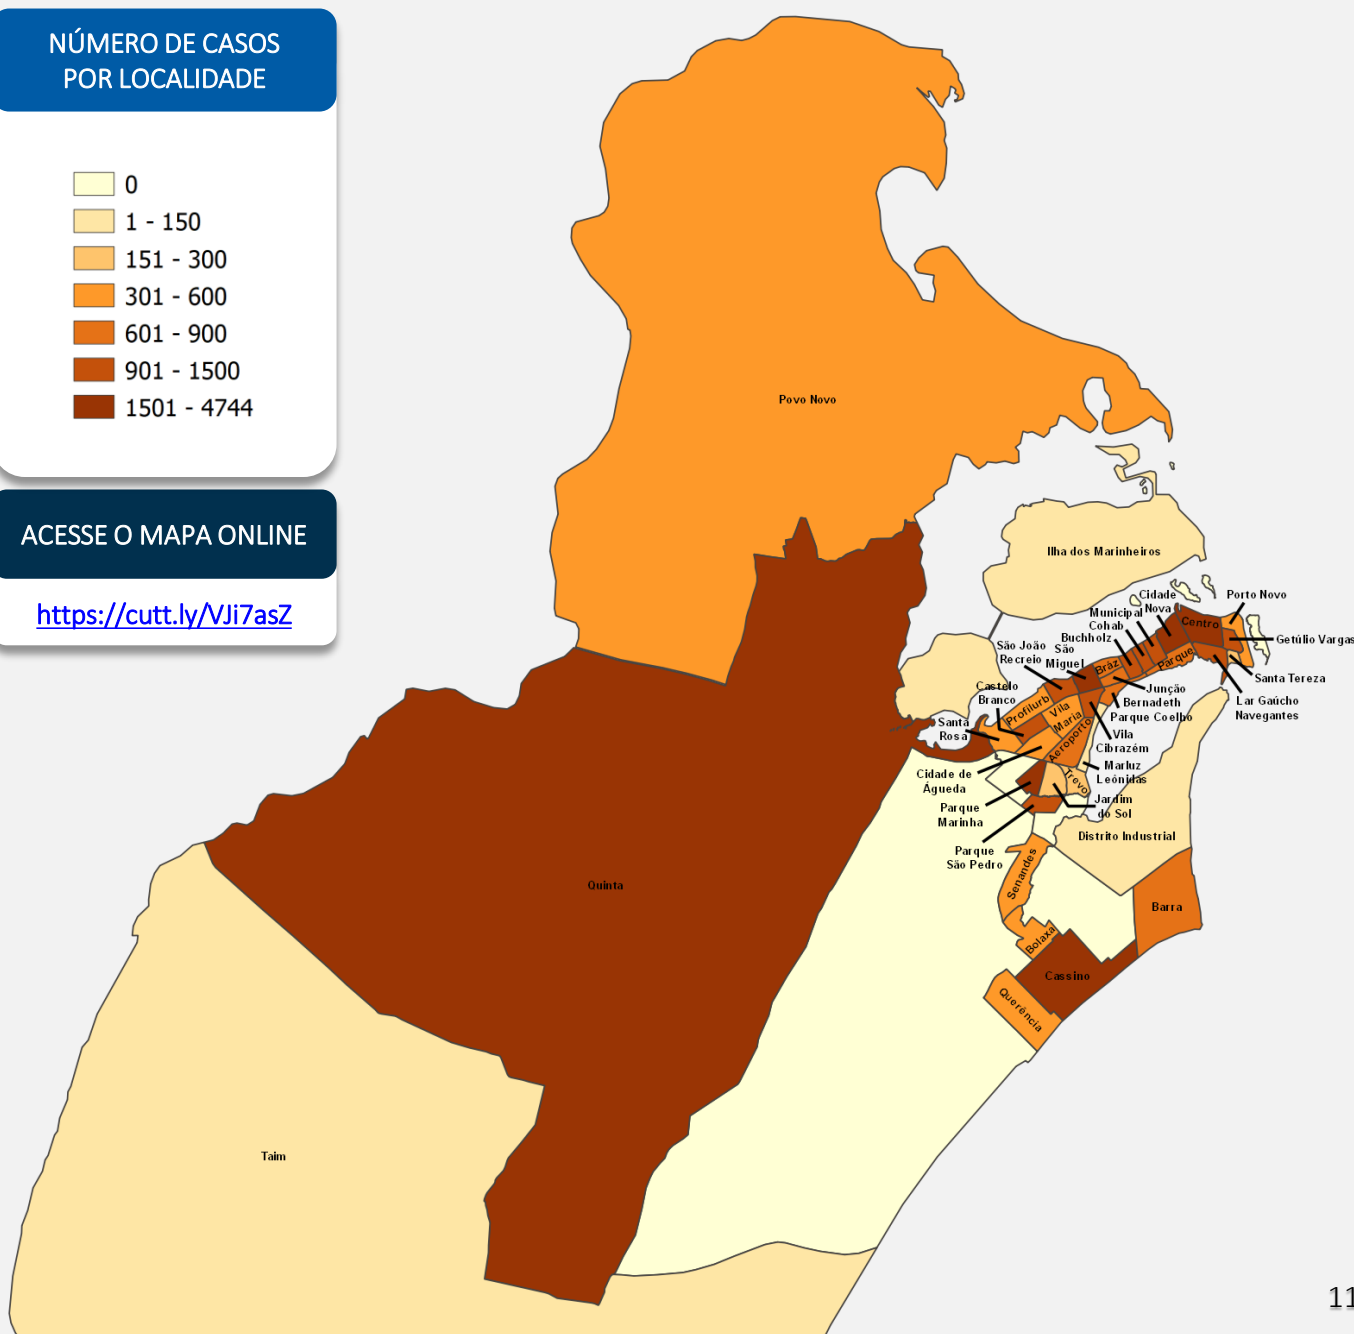 NÚMERO DE CASOS
POR LOCALIDADE
0
1 - 150
151 - 300
301 - 600
601 - 900
901 - 1500
1501 - 4744
ACESSE O MAPA ONLINE
https://cutt.ly/VJi7asZ
Povo Novo
Ilha dos Marinheiros
Cidade
Nova
Porto Novo
Municipal
Cohab
Buchholz
Centro
Getúlio Vargas
São João
Recreio
São
Miguel
Bráz
Parque
Santa Tereza
Castelo
Branco
Junção
Bernadeth
Parque Coelho
Lar Gaúcho
Navegantes
Profilurb
Vila
Maria
Santa
Rosa
Aeroporto
Vila
Cibrazém
Cidade de
Águeda
Marluz
Leónidas
Trevo
Parque
Marinha
Jardim
do Sol
Parque
São Pedro
Distrito Industrial
Senandes
Quinta
Barra
Bolaxa
Cassino
Querência
Taim
11